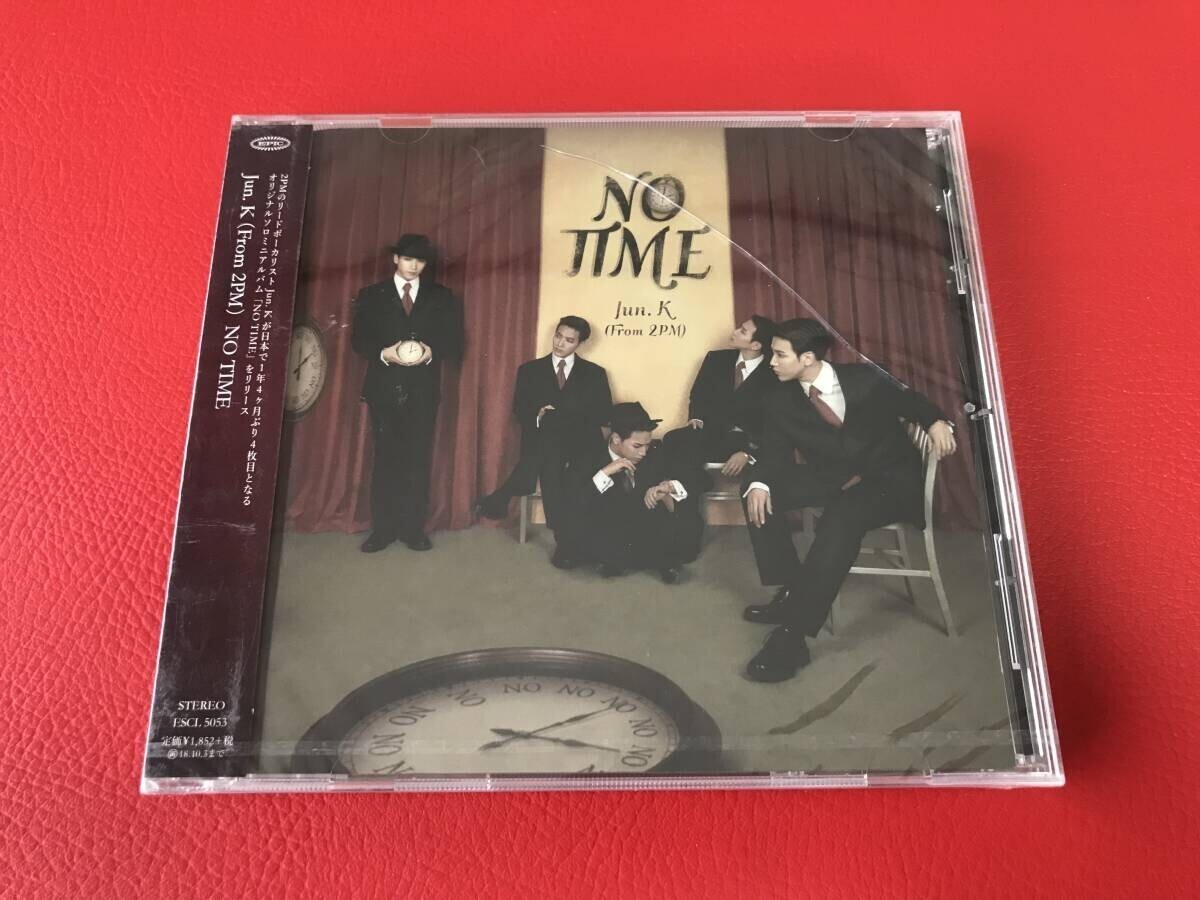 EPIC
2PMのリードボーカリスト Jun. K が日本で1年4ヶ月ぶり4枚目となる
オリジナルソロミニアルバム「NO TIME」をリリース
Jun. K (From 2PM) NO TIME
STEREO
ESCL 5053
定価¥1,852+税
18.10.3まで
NO
TIME
Jun. K
(From 2PM)
NO NO NO NO NO NO NO NO NO NO